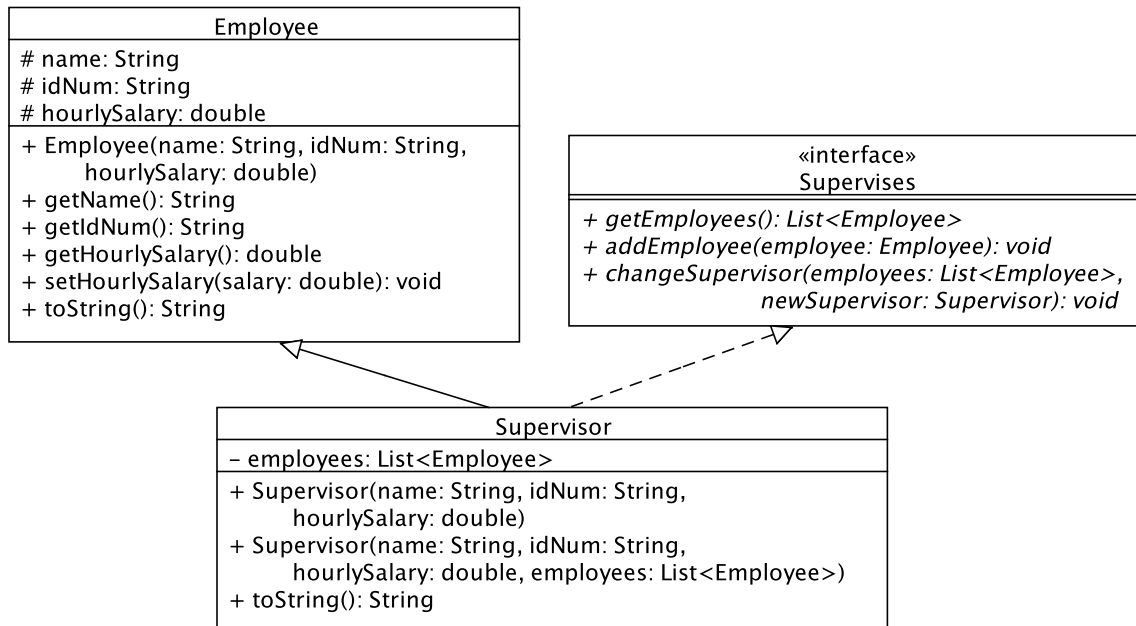 Employee
# name: String
# idNum: String
# hourlySalary: double
+ Employee(name: String, idNum: String,
hourlySalary: double)
+ getName(): String
+ getIdNum(): String
+ getHourlySalary(): double
+ setHourlySalary(salary: double): void
+ toString(): String
«interface»
Supervises
+ getEmployees(): List<Employee>
+ addEmployee(employee: Employee): void
+ changeSupervisor(employees: List<Employee>,
newSupervisor: Supervisor): void
Supervisor
– employees: List<Employee>
+ Supervisor(name: String, idNum: String,
hourlySalary: double)
+ Supervisor(name: String, idNum: String,
hourlySalary: double, employees: List<Employee>)
+ toString(): String